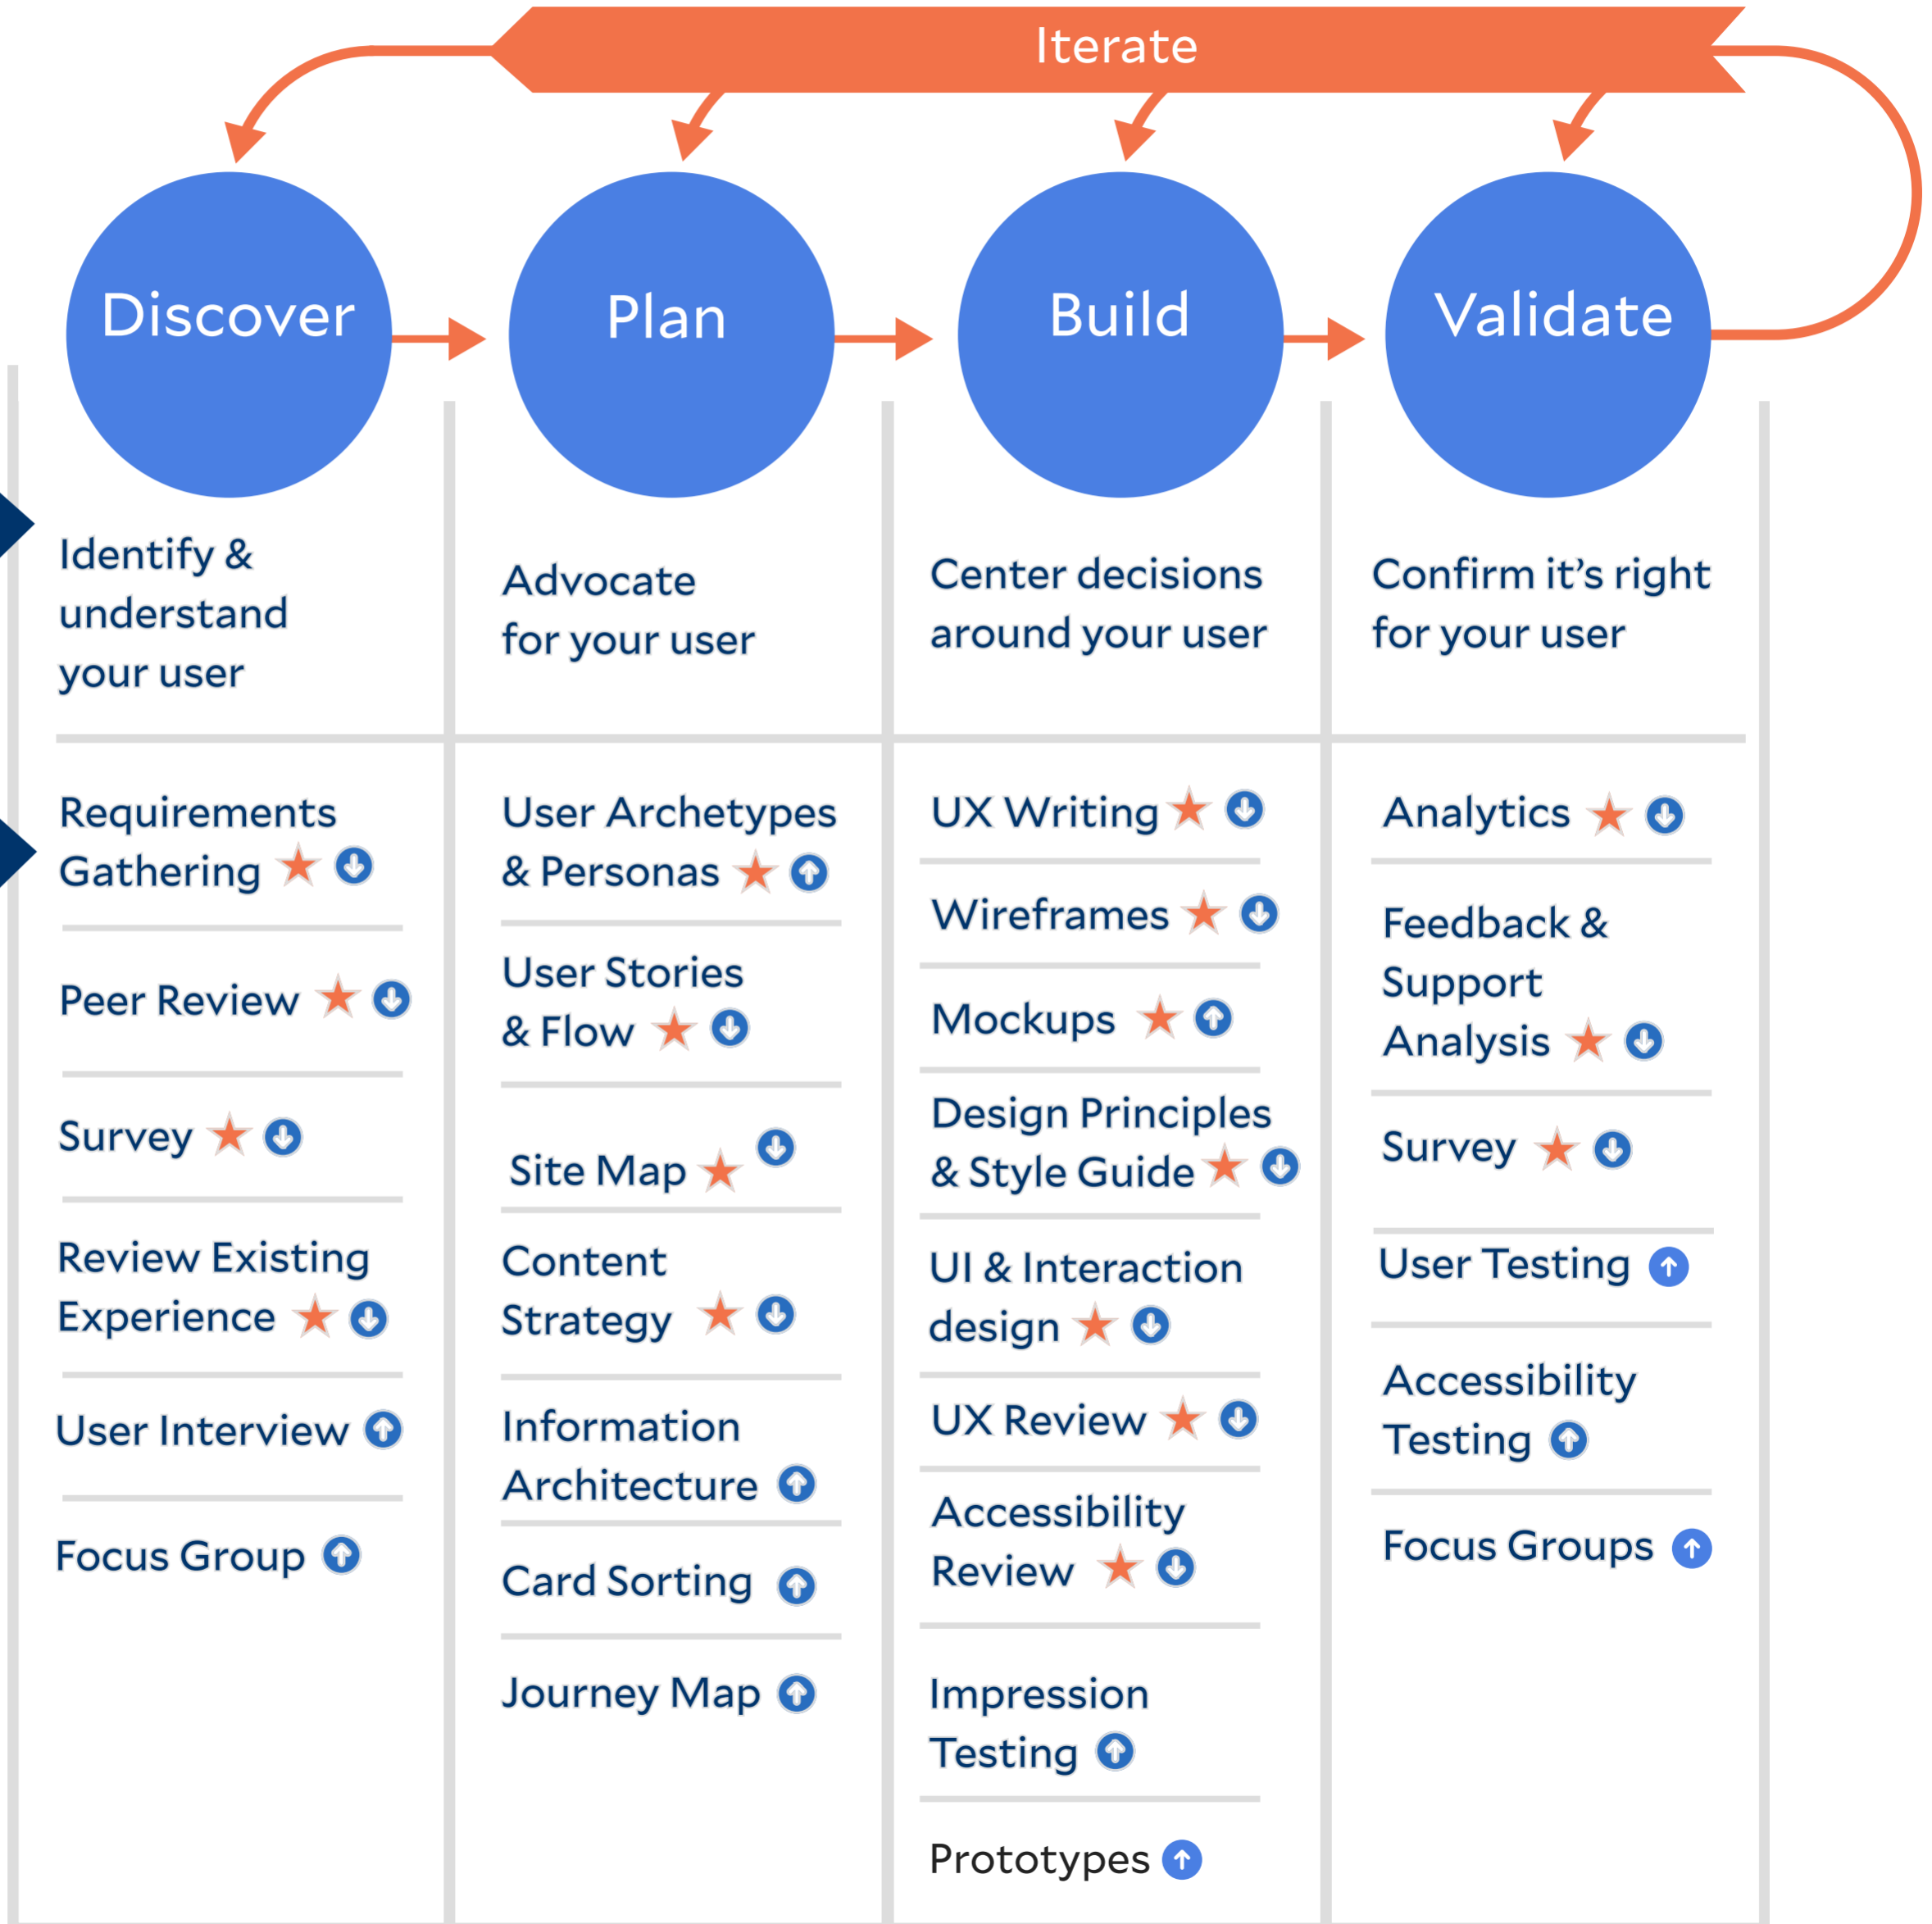 Iterate
Discover
Plan
Build
Validate
Identify &
understand
your user
Advocate
for your user
Center decisions
around your user
Confirm it’s right
for your user
Requirements
Gathering
Peer Review
Survey
Review Existing
Experience
User Interview
Focus Group
User Archetypes
& Personas
User Stories
& Flow
Site Map
Content
Strategy
Information
Architecture
Card Sorting
Journey Map
UX Writing
Wireframes
Mockups
Design Principles
& Style Guide
UI & Interaction
design
UX Review
Accessibility
Review
Impression
Testing
Prototypes
Analytics
Feedback &
Support
Analysis
Survey
User Testing
Accessibility
Testing
Focus Groups